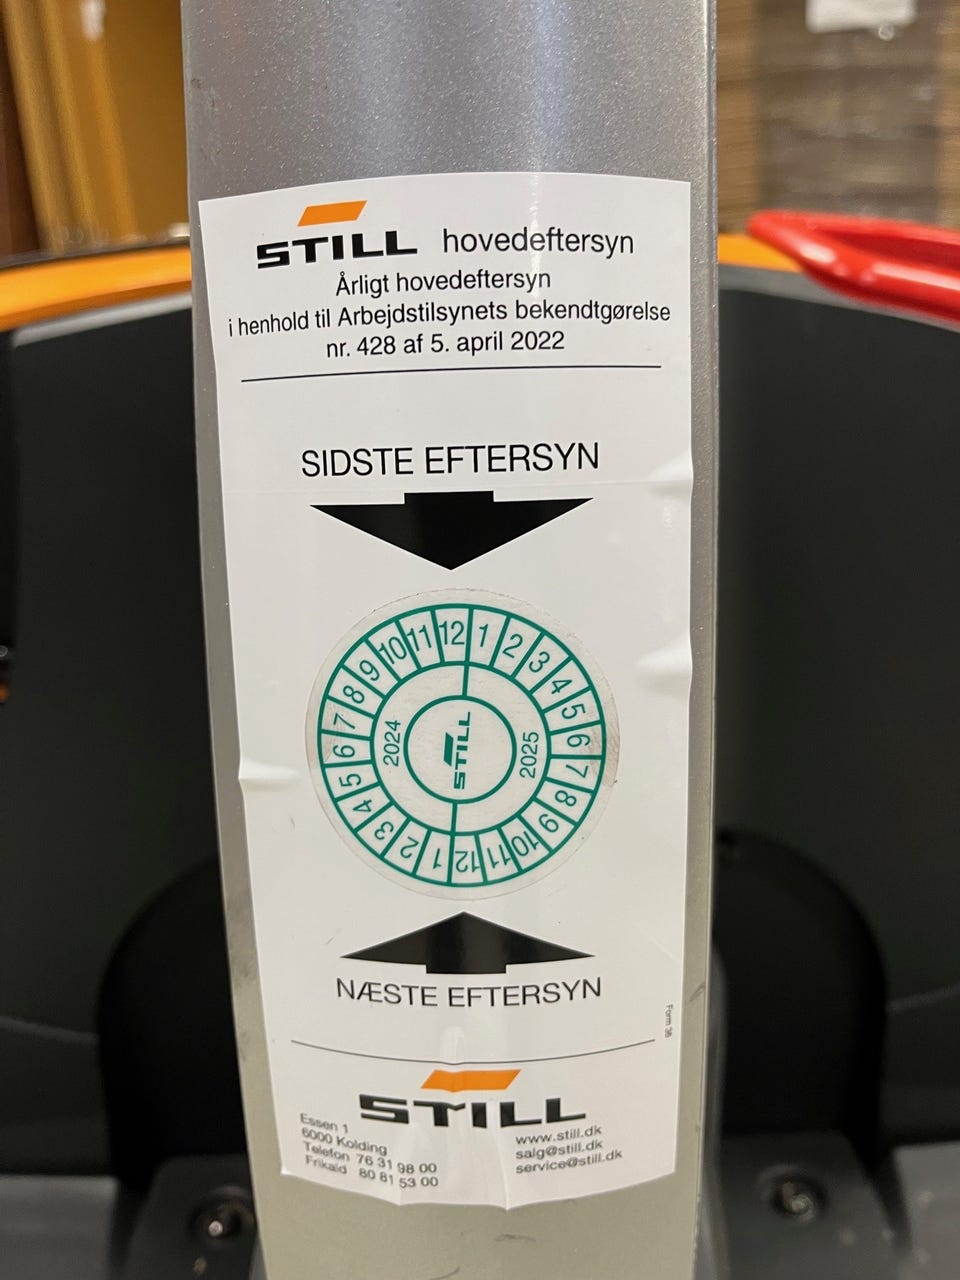 STILL hovedeftersyn
Årligt hovedeftersyn
i henhold til Arbejdstilsynets bekendtgørelse
nr. 428 af 5. april 2022
SIDSTE EFTERSYN
1 2 3 4 5 6 7 8 9 10 11 12
2025
1 2 3 4 5 6 7 8 9 10 11 12
2024
STILL
NÆSTE EFTERSYN
Form 36
STILL
Essen 1
6000 Kolding
Telefon 76 31 98 00
Frikald 80 81 53 00
www.still.dk
salg@still.dk
service@still.dk